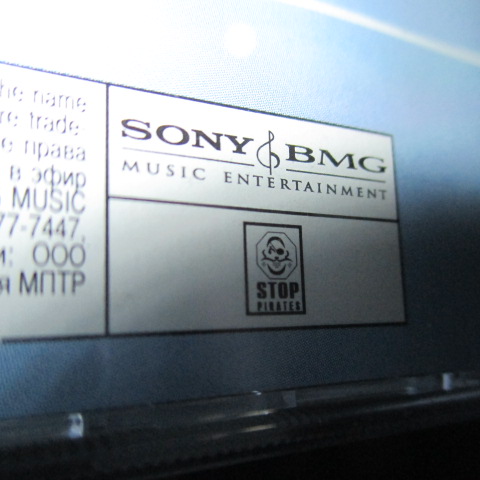 he name
re trade-
е права
в эфир
MUSIC
77-7447,
и: ООО
я МПТР
SONY BMG
MUSIC ENTERTAINMENT
STOP
PIRATES